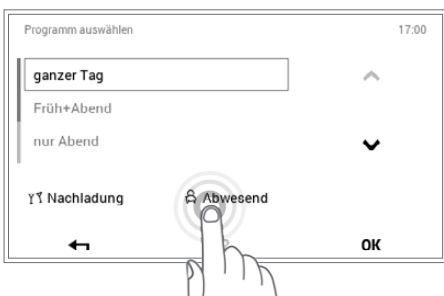 Programm auswählen 17:00
ganzer Tag
Früh+Abend
nur Abend
Nachladung Abwesend
OK